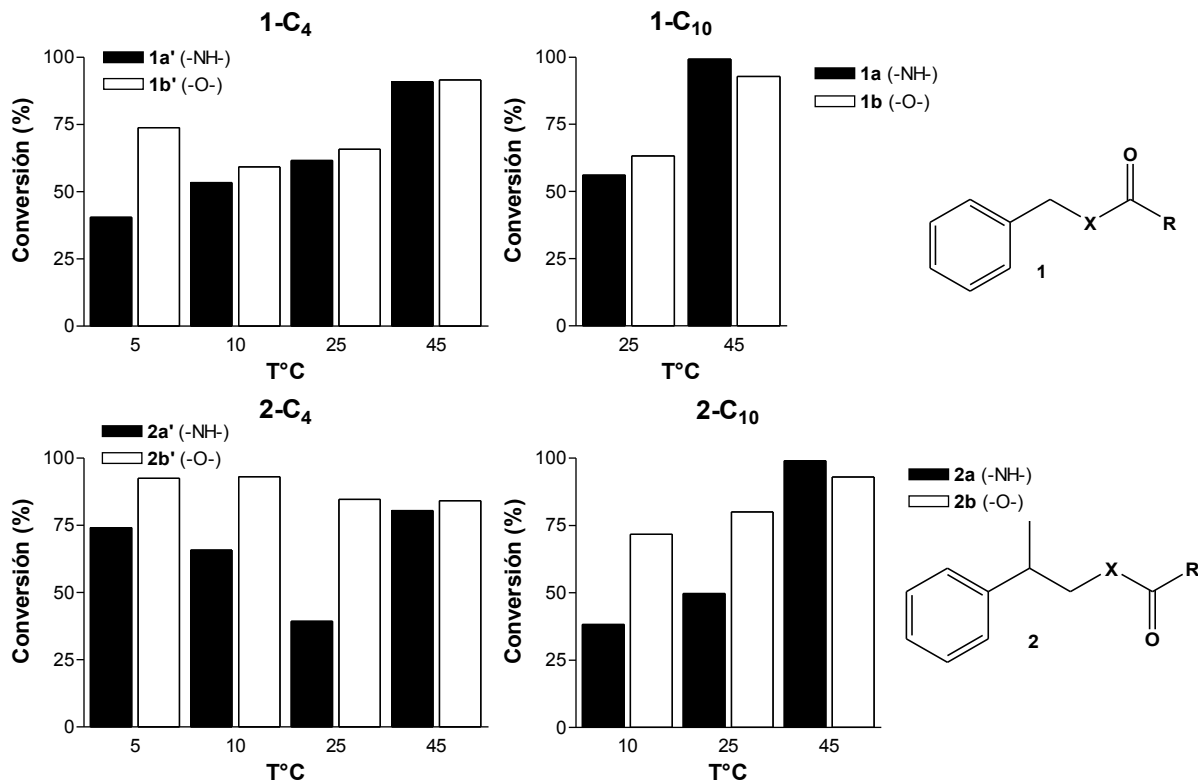 1-C₄
1a' (-NH-)
1b' (-O-)
Conversión (%)
100
75
50
25
0
5 10 25 45
T°C
1-C₁₀
1a (-NH-)
1b (-O-)
Conversión (%)
100
75
50
25
0
25 45
T°C
O
X R
1
2-C₄
2a' (-NH-)
2b' (-O-)
Conversión (%)
100
75
50
25
0
5 10 25 45
T°C
2-C₁₀
2a (-NH-)
2b (-O-)
Conversión (%)
100
75
50
25
0
10 25 45
T°C
X R
O
2